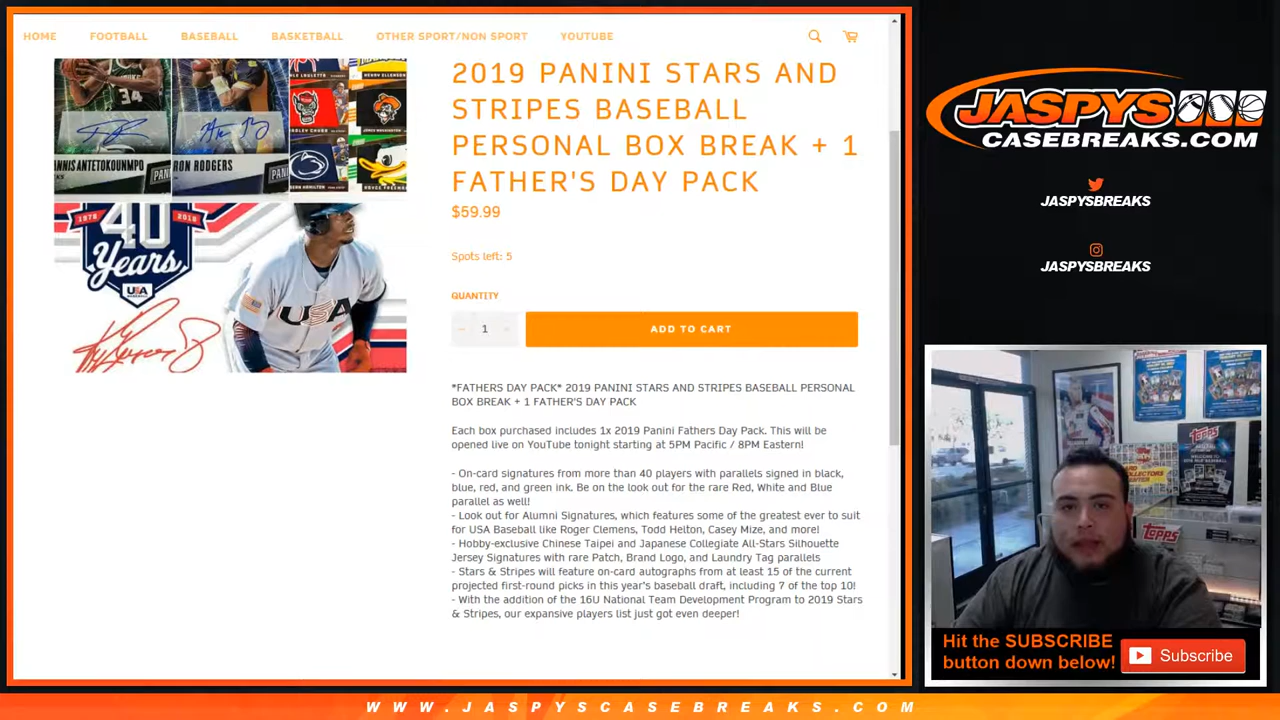 HOME FOOTBALL BASEBALL BASKETBALL OTHER SPORT/NON SPORT YOUTUBE
34
ANNIS ANTETOKOUNMPO
RON RODGERS
1978 2018
40
Years
USA
BASEBALL
USA
2019 PANINI STARS AND
STRIPES BASEBALL
PERSONAL BOX BREAK + 1
FATHER'S DAY PACK
$59.99
Spots left: 5
QUANTITY
− 1 +
ADD TO CART
*FATHERS DAY PACK* 2019 PANINI STARS AND STRIPES BASEBALL PERSONAL
BOX BREAK + 1 FATHER'S DAY PACK
Each box purchased includes 1x 2019 Panini Fathers Day Pack. This will be
opened live on YouTube tonight starting at 5PM Pacific / 8PM Eastern!
- On-card signatures from more than 40 players with parallels signed in black,
blue, red, and green ink. Be on the look out for the rare Red, White and Blue
parallel as well!
- Look out for Alumni Signatures, which features some of the greatest ever to suit
for USA Baseball like Roger Clemens, Todd Helton, Casey Mize, and more!
- Hobby-exclusive Chinese Taipei and Japanese Collegiate All-Stars Silhouette
Jersey Signatures with rare Patch, Brand Logo, and Laundry Tag parallels
- Stars & Stripes will feature on-card autographs from at least 15 of the current
projected first-round picks in this year's baseball draft, including 7 of the top 10!
- With the addition of the 16U National Team Development Program to 2019 Stars
& Stripes, our expansive players list just got even deeper!
JASPYS
CASEBREAKS.COM
JASPYSBREAKS
JASPYSBREAKS
topps
topps
Hit the SUBSCRIBE
button down below!
Subscribe
WWW.JASPYSCASEBREAKS.COM